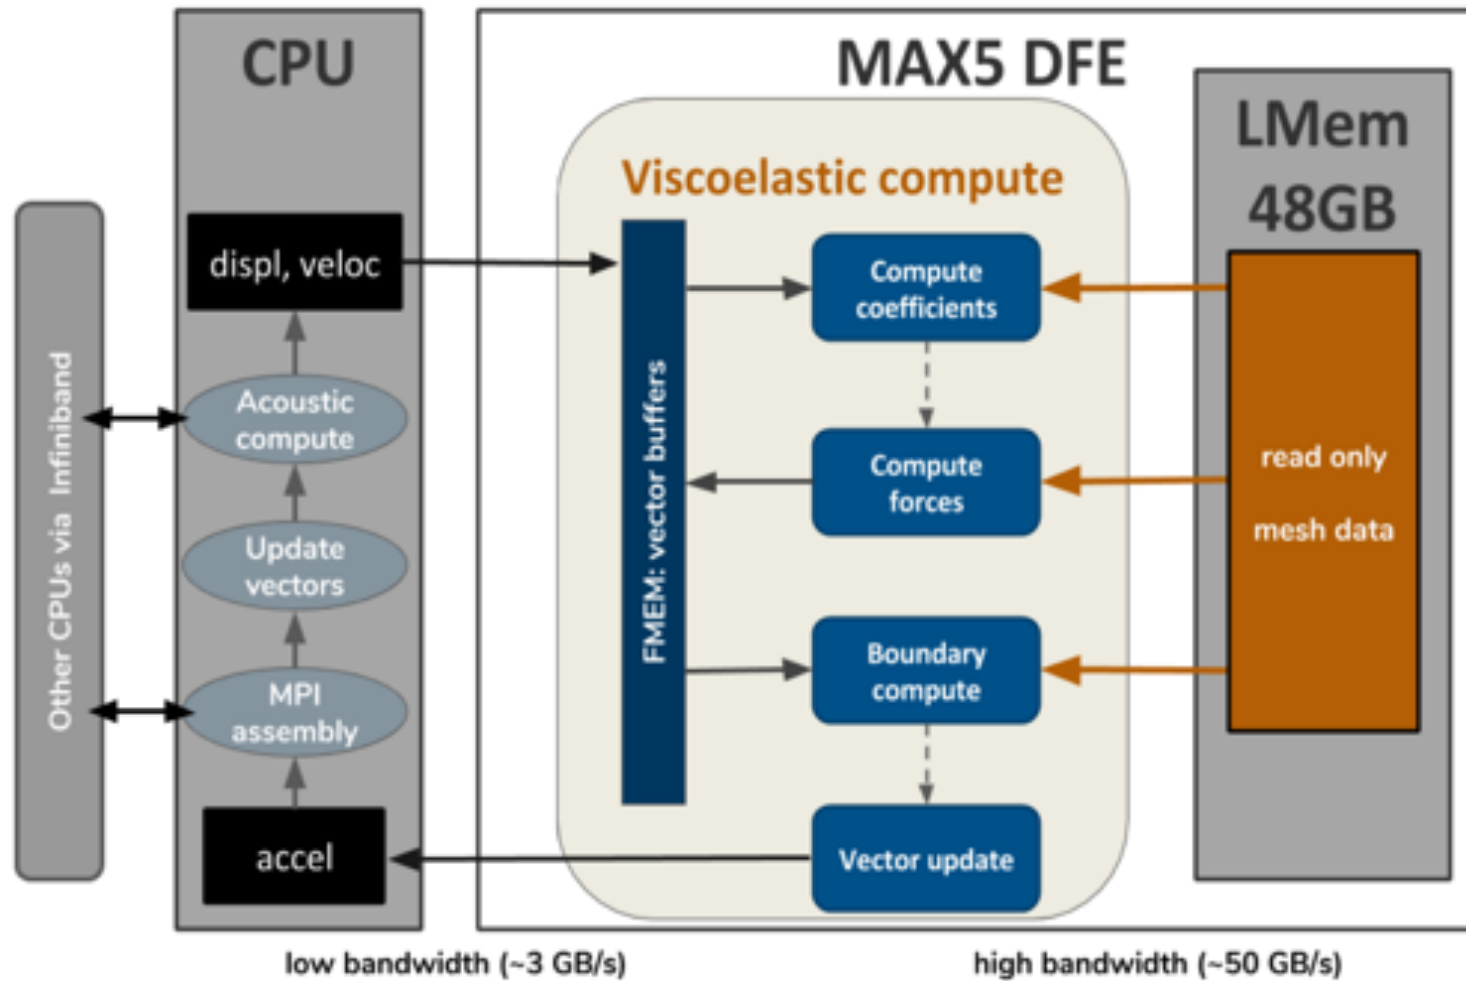 CPU
MAX5 DFE
LMem
48GB
Viscoelastic compute
displ, veloc
Acoustic
compute
Update
vectors
MPI
assembly
accel
Other CPUs via Infiniband
FMEM: vector buffers
Compute
coefficients
Compute
forces
Boundary
compute
Vector update
read only
mesh data
low bandwidth (~3 GB/s)
high bandwidth (~50 GB/s)